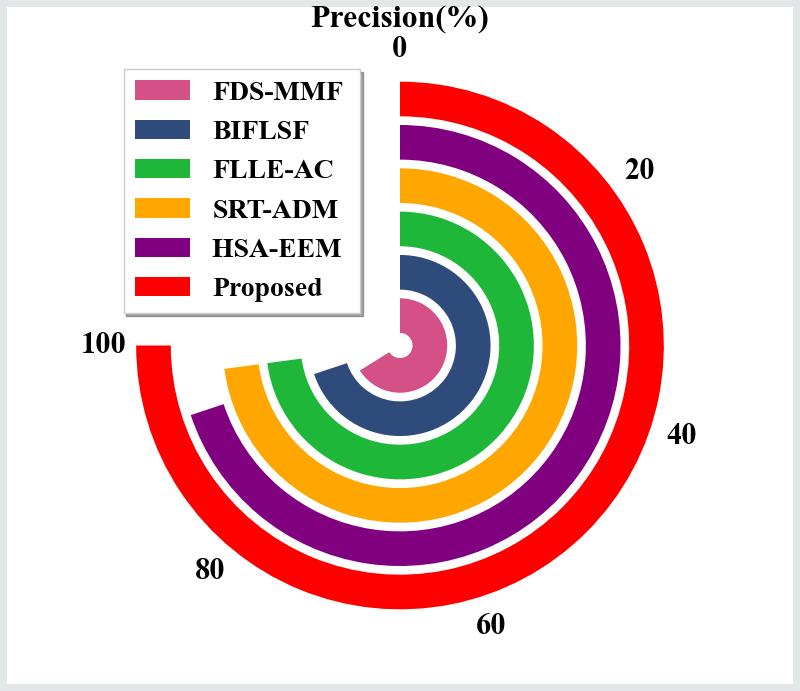 Precision(%)
0
20
40
60
80
100
FDS-MMF
BIFLSF
FLLE-AC
SRT-ADM
HSA-EEM
Proposed